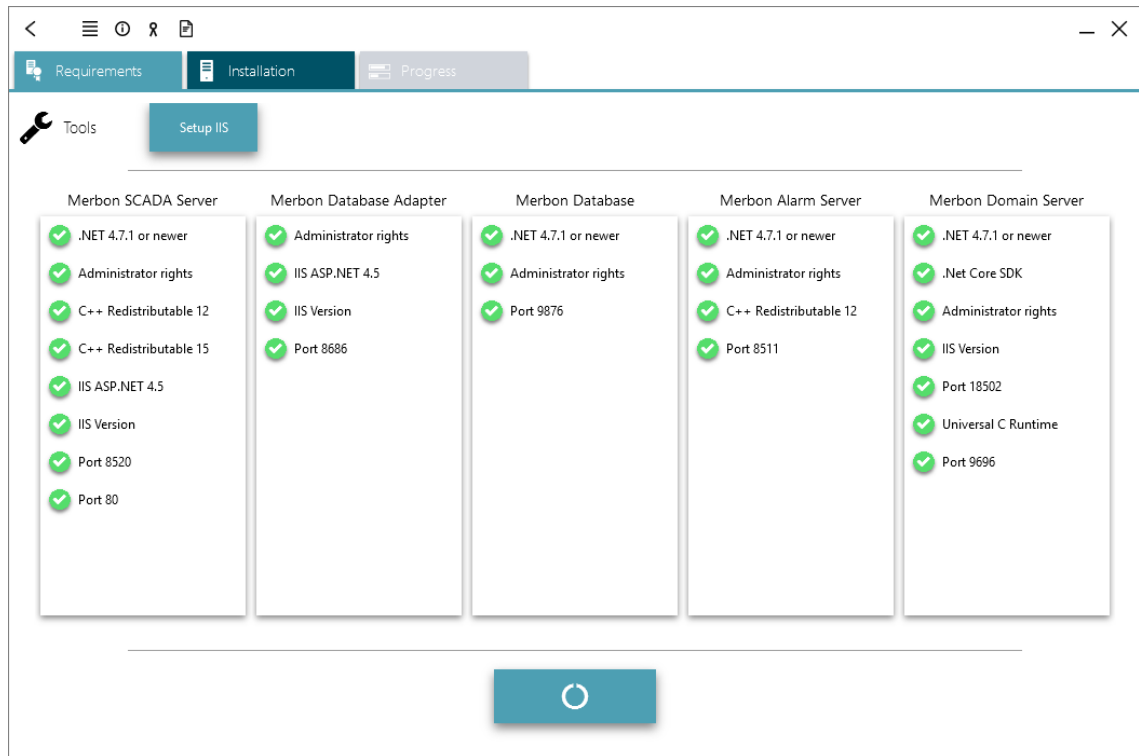 Requirements
Installation
Progress
Tools
Setup IIS
Merbon SCADA Server
.NET 4.7.1 or newer
Administrator rights
C++ Redistributable 12
C++ Redistributable 15
IIS ASP.NET 4.5
IIS Version
Port 8520
Port 80
Merbon Database Adapter
Administrator rights
IIS ASP.NET 4.5
IIS Version
Port 8686
Merbon Database
.NET 4.7.1 or newer
Administrator rights
Port 9876
Merbon Alarm Server
.NET 4.7.1 or newer
Administrator rights
C++ Redistributable 12
Port 8511
Merbon Domain Server
.NET 4.7.1 or newer
.Net Core SDK
Administrator rights
IIS Version
Port 18502
Universal C Runtime
Port 9696